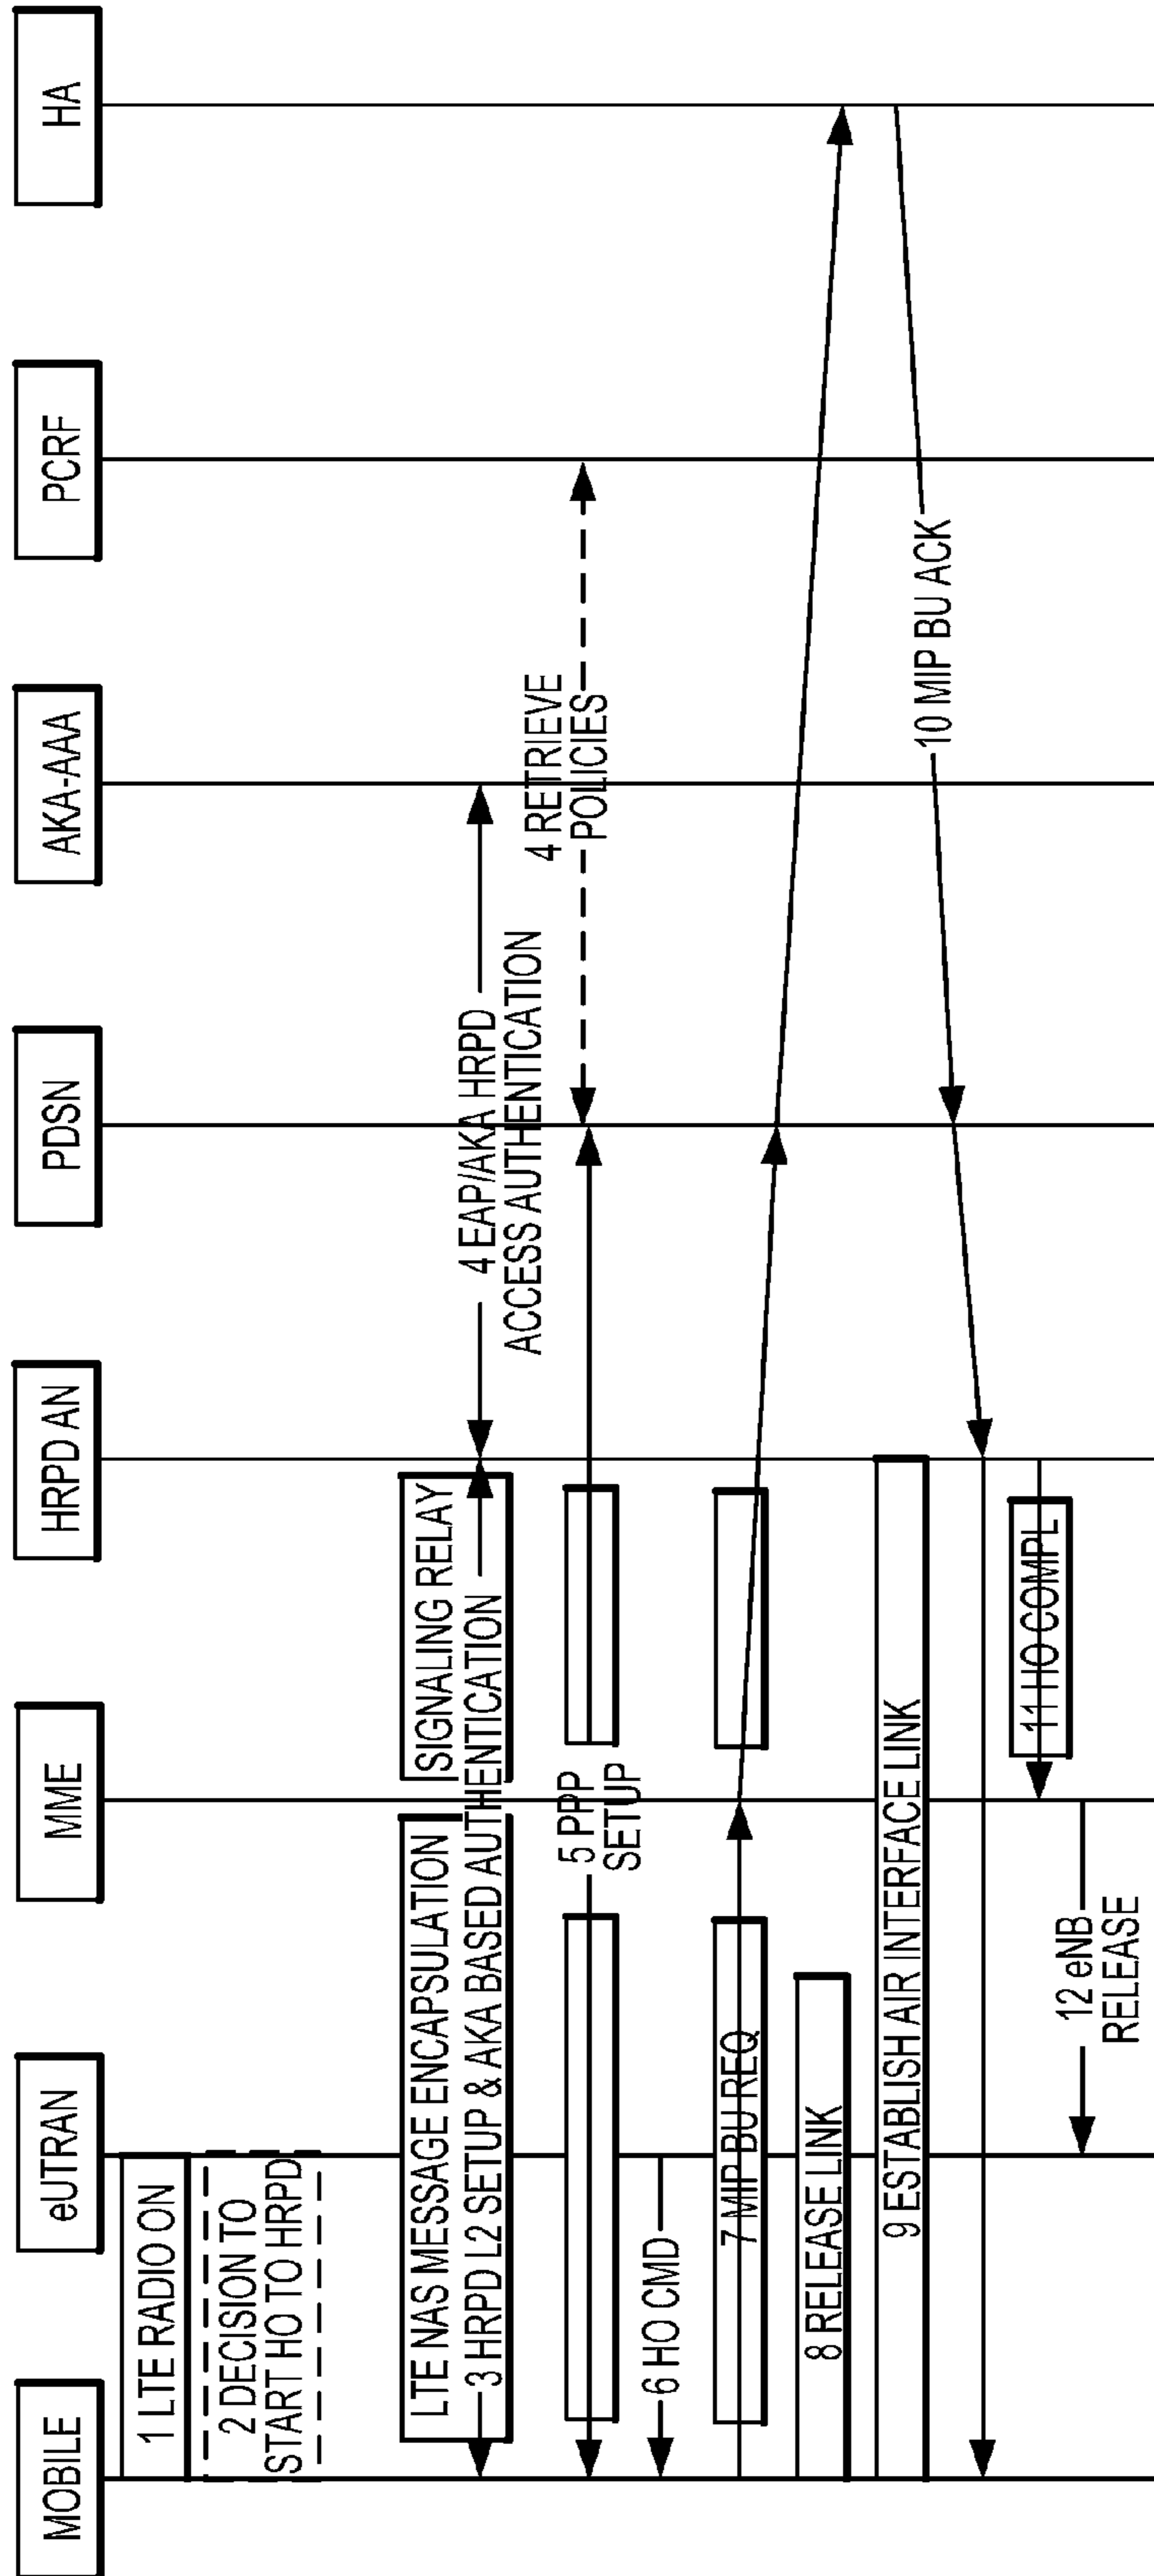 MOBILE
eUTRAN
MME
HRPD AN
PDSN
AKA-AAA
PCRF
HA
1 LTE RADIO ON
2 DECISION TO
START HO TO HRPD
LTE NAS MESSAGE ENCAPSULATION
SIGNALING RELAY
3 HRPD L2 SETUP & AKA BASED AUTHENTICATION
4 EAP/AKA HRPD
ACCESS AUTHENTICATION
4 RETRIEVE
POLICIES
5 PPP
SETUP
6 HO CMD
7 MIP BU REQ
8 RELEASE LINK
9 ESTABLISH AIR INTERFACE LINK
10 MIP BU ACK
11 HO COMPL
12 eNB
RELEASE